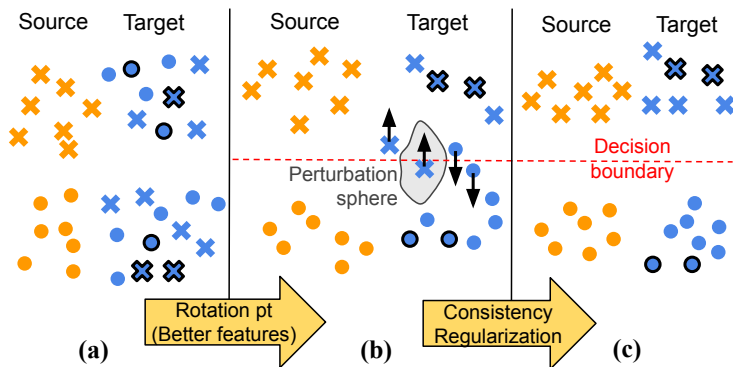 Source Target
Source Target
Source Target
Perturbation
sphere
Decision
boundary
Rotation pt
(Better features)
Consistency
Regularization
(a)
(b)
(c)